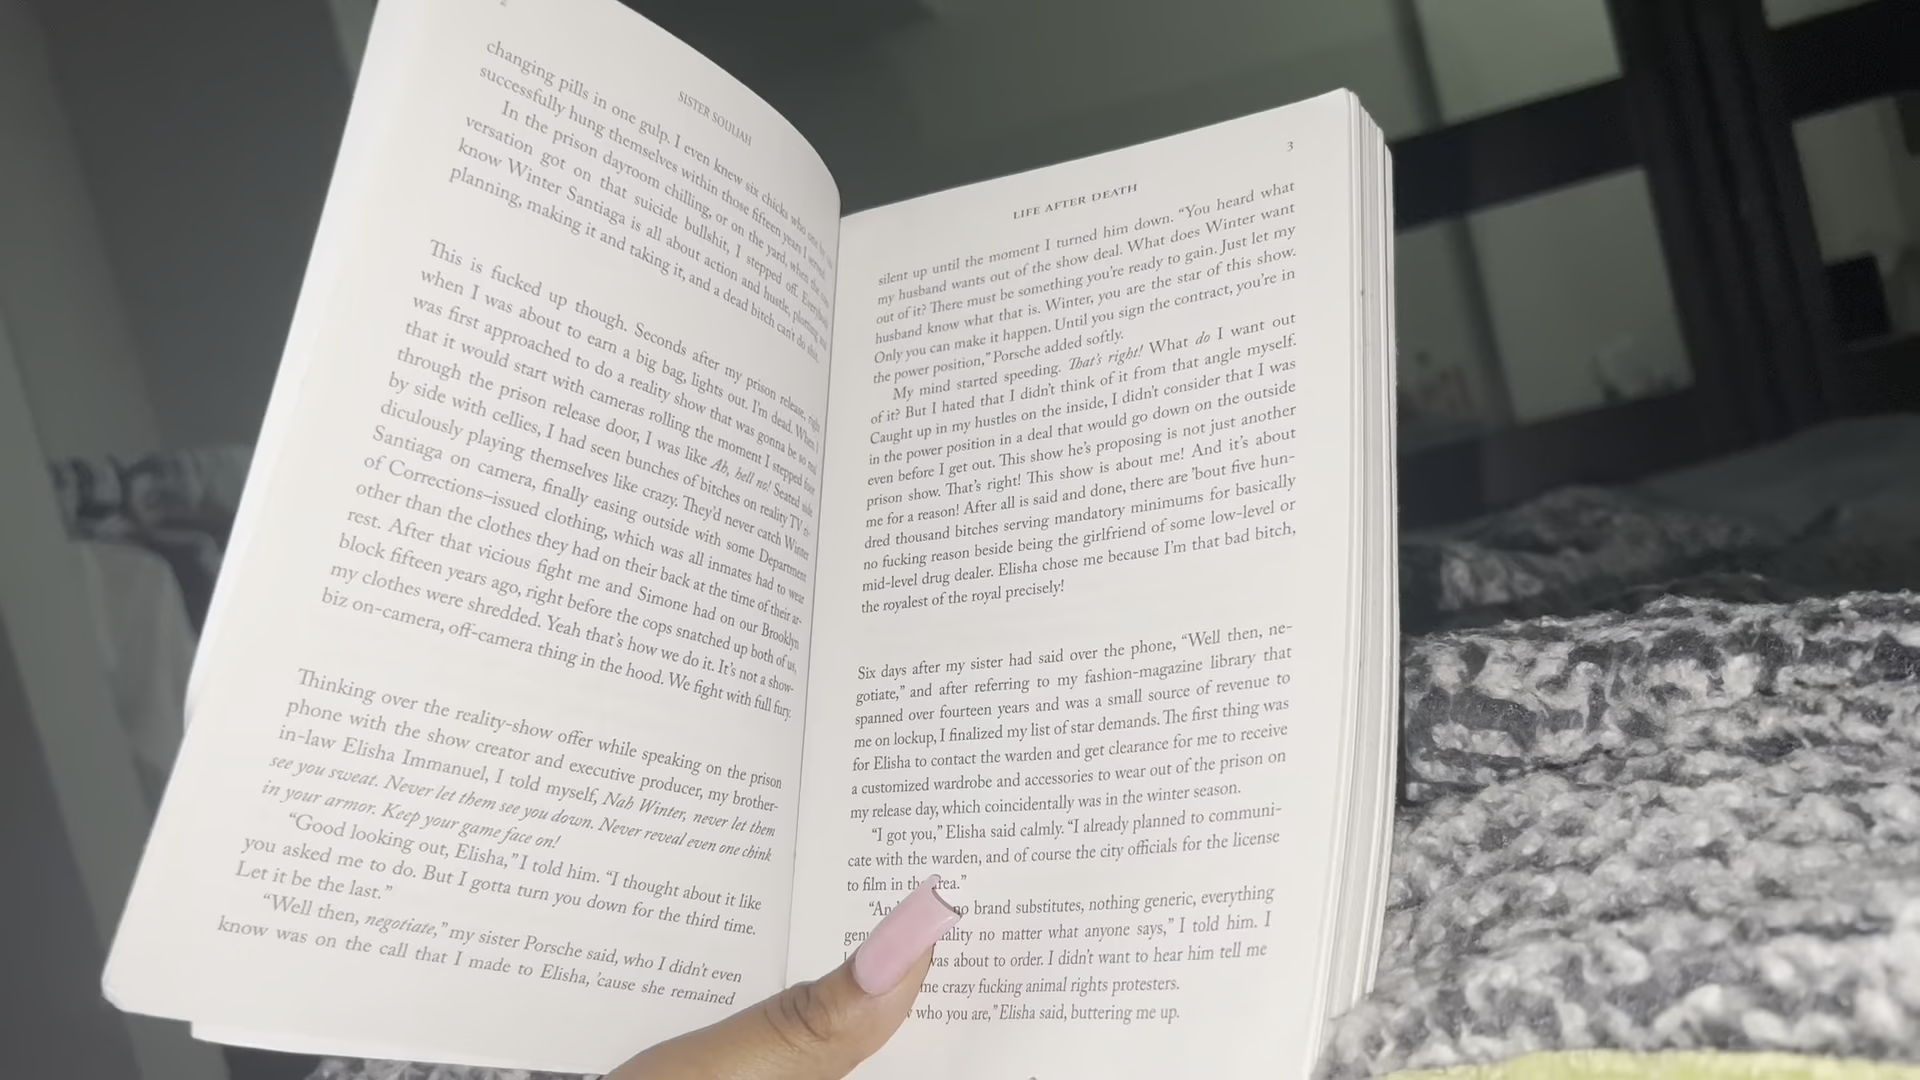 2
SISTER SOULJAH
changing pills in one gulp. I even knew six chicks who
successfully hung themselves within those fifteen years I served.
In the prison dayroom chilling, or on the yard, when the
versation got on that suicide bullshit, I stepped off.
know Winter Santiaga is all about action and hustle, plotting and
planning, making it and taking it, and a dead bitch can't do shit.
This is fucked up though. Seconds after my prison release, right
when I was about to earn a big bag, lights out. I'm dead. When I
was first approached to do a reality show that was gonna be so real
that it would start with cameras rolling the moment I stepped foot
through the prison release door, I was like Ah, hell no! Seated side
by side with cellies, I had seen bunches of bitches on reality TV ri-
diculously playing themselves like crazy. They'd never catch Winter
Santiaga on camera, finally easing outside with some Department
of Corrections–issued clothing, which was all inmates had to wear
other than the clothes they had on their back at the time of their ar-
rest. After that vicious fight me and Simone had on our Brooklyn
block fifteen years ago, right before the cops snatched up both of us,
my clothes were shredded. Yeah that's how we do it. It's not a show-
biz on-camera, off-camera thing in the hood. We fight with full fury.
Thinking over the reality-show offer while speaking on the prison
phone with the show creator and executive producer, my brother-
in-law Elisha Immanuel, I told myself, Nah Winter, never let them
see you sweat. Never let them see you down. Never reveal even one chink
in your armor. Keep your game face on!
“Good looking out, Elisha,” I told him. “I thought about it like
you asked me to do. But I gotta turn you down for the third time.
Let it be the last.”
“Well then, negotiate,” my sister Porsche said, who I didn't even
know was on the call that I made to Elisha, 'cause she remained
3
LIFE AFTER DEATH
silent up until the moment I turned him down. “You heard what
my husband wants out of the show deal. What does Winter want
out of it? There must be something you're ready to gain. Just let my
husband know what that is. Winter, you are the star of this show.
Only you can make it happen. Until you sign the contract, you're in
the power position,” Porsche added softly.
My mind started speeding. That's right! What do I want out
of it? But I hated that I didn't think of it from that angle myself.
Caught up in my hustles on the inside, I didn't consider that I was
in the power position in a deal that would go down on the outside
even before I get out. This show he's proposing is not just another
prison show. That's right! This show is about me! And it's about
me for a reason! After all is said and done, there are 'bout five hun-
dred thousand bitches serving mandatory minimums for basically
no fucking reason beside being the girlfriend of some low-level or
mid-level drug dealer. Elisha chose me because I'm that bad bitch,
the royalest of the royal precisely!
Six days after my sister had said over the phone, “Well then, ne-
gotiate,” and after referring to my fashion-magazine library that
spanned over fourteen years and was a small source of revenue to
me on lockup, I finalized my list of star demands. The first thing was
for Elisha to contact the warden and get clearance for me to receive
a customized wardrobe and accessories to wear out of the prison on
my release day, which coincidentally was in the winter season.
“I got you,” Elisha said calmly. “I already planned to communi-
cate with the warden, and of course the city officials for the license
to film in the area.”
no brand substitutes, nothing generic, everything
no matter what anyone says,” I told him. I
was about to order. I didn't want to hear him tell me
crazy fucking animal rights protesters.
who you are,” Elisha said, buttering me up.